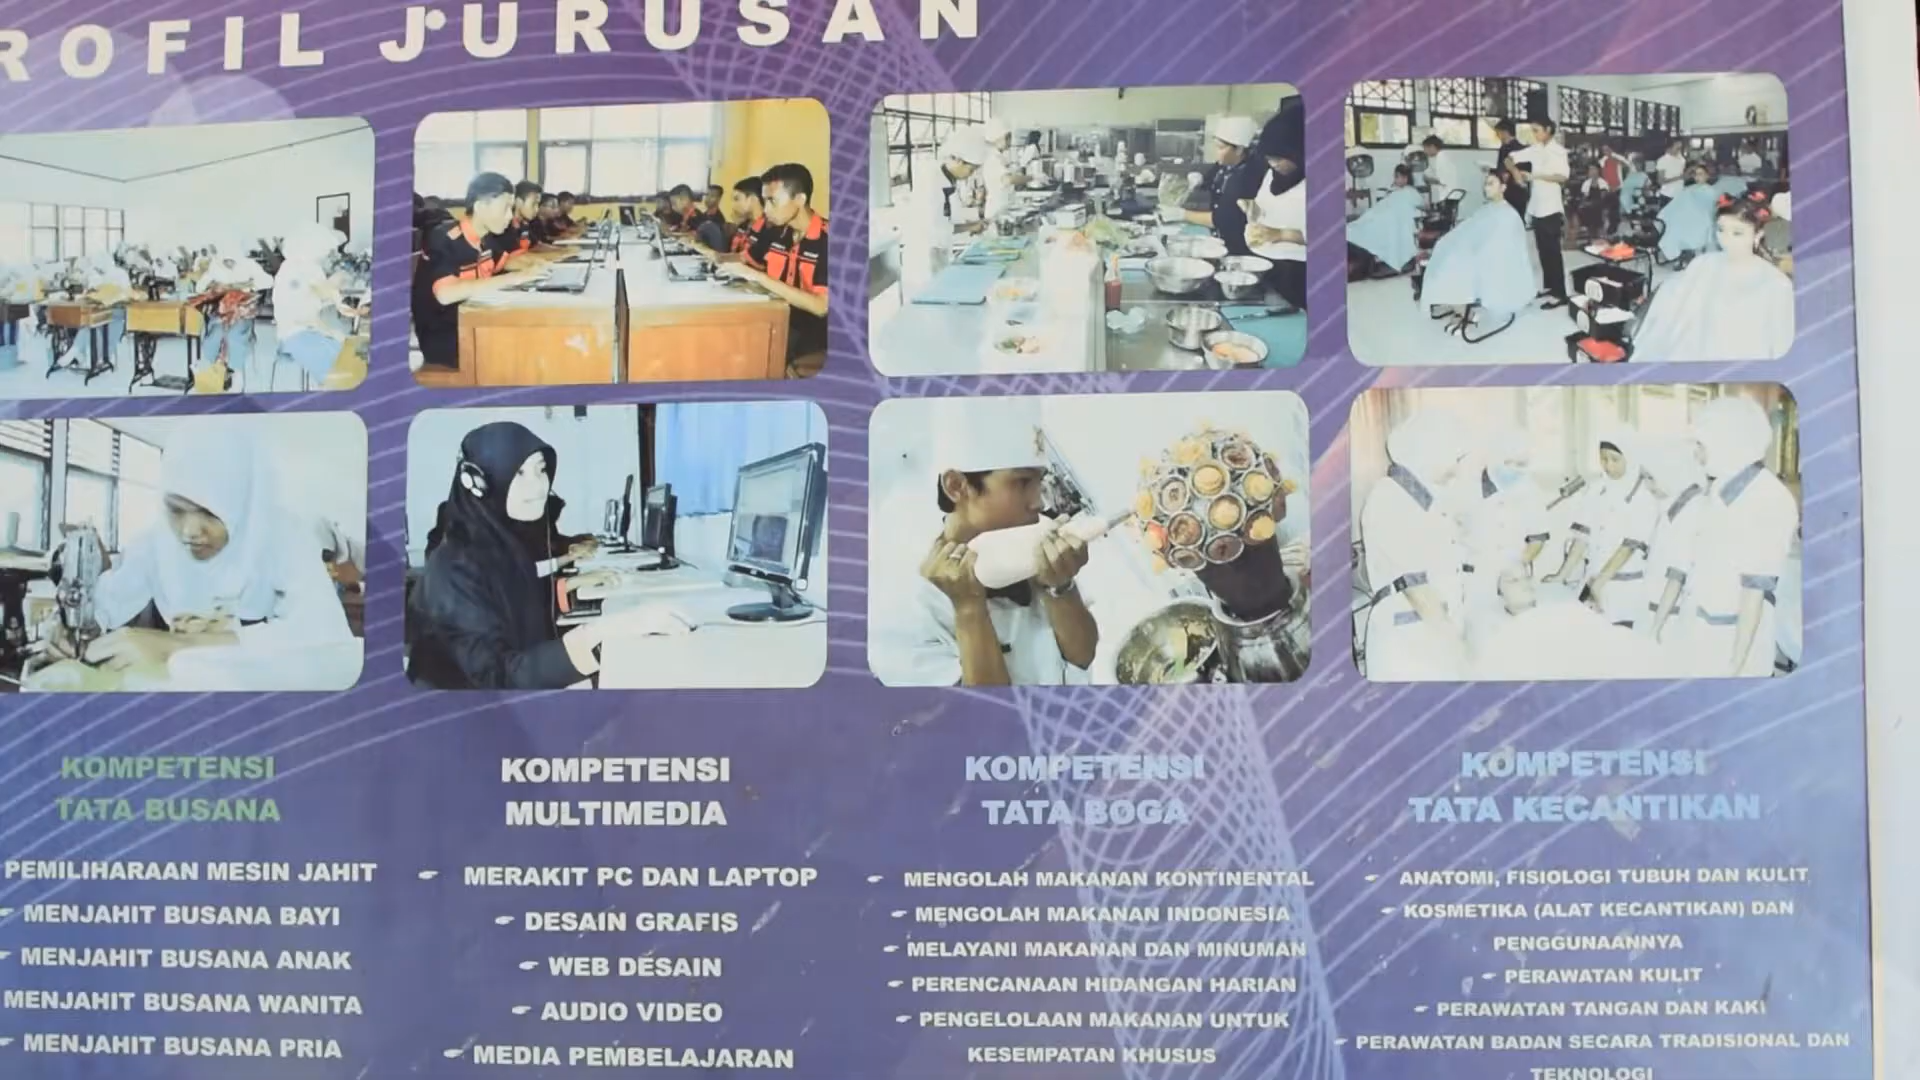 ROFIL JURUSAN
KOMPETENSI
TATA BUSANA
PEMILIHARAAN MESIN JAHIT
MENJAHIT BUSANA BAYI
MENJAHIT BUSANA ANAK
MENJAHIT BUSANA WANITA
MENJAHIT BUSANA PRIA
KOMPETENSI
MULTIMEDIA
MERAKIT PC DAN LAPTOP
DESAIN GRAFIS
WEB DESAIN
AUDIO VIDEO
MEDIA PEMBELAJARAN
KOMPETENSI
TATA BOGA
MENGOLAH MAKANAN KONTINENTAL
MENGOLAH MAKANAN INDONESIA
MELAYANI MAKANAN DAN MINUMAN
PERENCANAAN HIDANGAN HARIAN
PENGELOLAAN MAKANAN UNTUK
KESEMPATAN KHUSUS
KOMPETENSI
TATA KECANTIKAN
ANATOMI, FISIOLOGI TUBUH DAN KULIT
KOSMETIKA (ALAT KECANTIKAN) DAN
PENGGUNAANNYA
PERAWATAN KULIT
PERAWATAN TANGAN DAN KAKI
PERAWATAN BADAN SECARA TRADISIONAL DAN
TEKNOLOGI